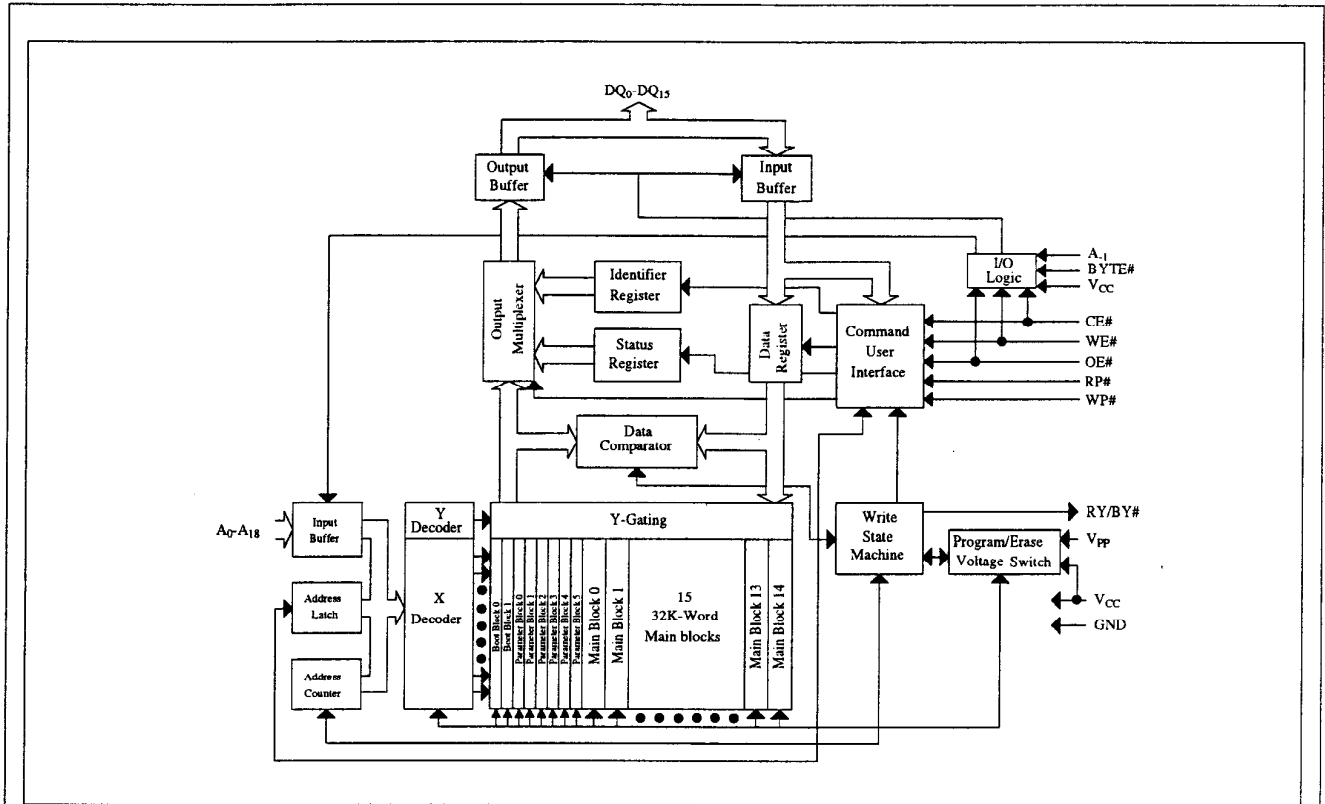 DQ0-DQ15
Output
Buffer
Input
Buffer
I/O
Logic
A-1
BYTE#
VCC
Output
Multiplexer
Identifier
Register
Status
Register
Data
Register
Command
User
Interface
CE#
WE#
OE#
RP#
WP#
Data
Comparator
A0-A18
Input
Buffer
Address
Latch
Address
Counter
Y
Decoder
X
Decoder
Y-Gating
Boot Block 0
Boot Block 1
Parameter Block 0
Parameter Block 1
Parameter Block 2
Parameter Block 3
Parameter Block 4
Parameter Block 5
Main Block 0
Main Block 1
15
32K-Word
Main blocks
Main Block 13
Main Block 14
Write
State
Machine
Program/Erase
Voltage Switch
RY/BY#
VPP
VCC
GND